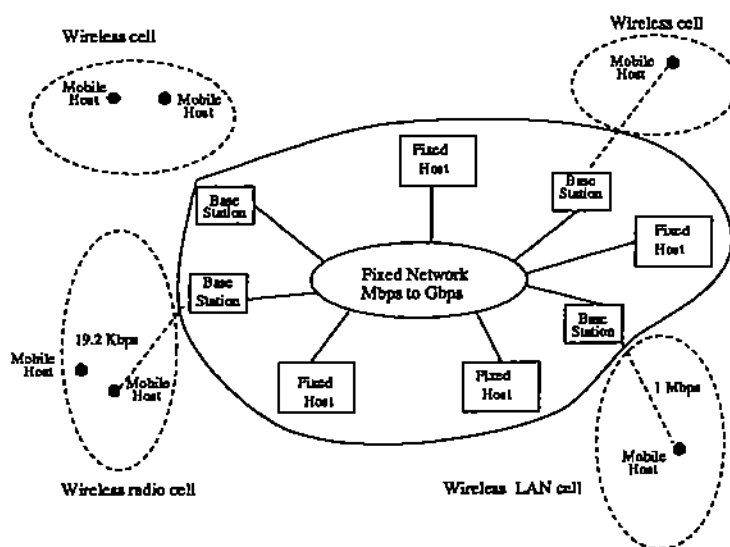 Wireless cell
Wireless cell
Mobile
Host
Mobile
Host
Mobile
Host
Fixed
Host
Base
Station
Base
Station
Fixed
Host
Base
Station
Fixed Network
Mbps to Gbps
Base
Station
19.2 Kbps
Mobile
Host
Mobile
Host
Fixed
Host
Fixed
Host
1 Mbps
Mobile
Host
Wireless radio cell
Wireless LAN cell